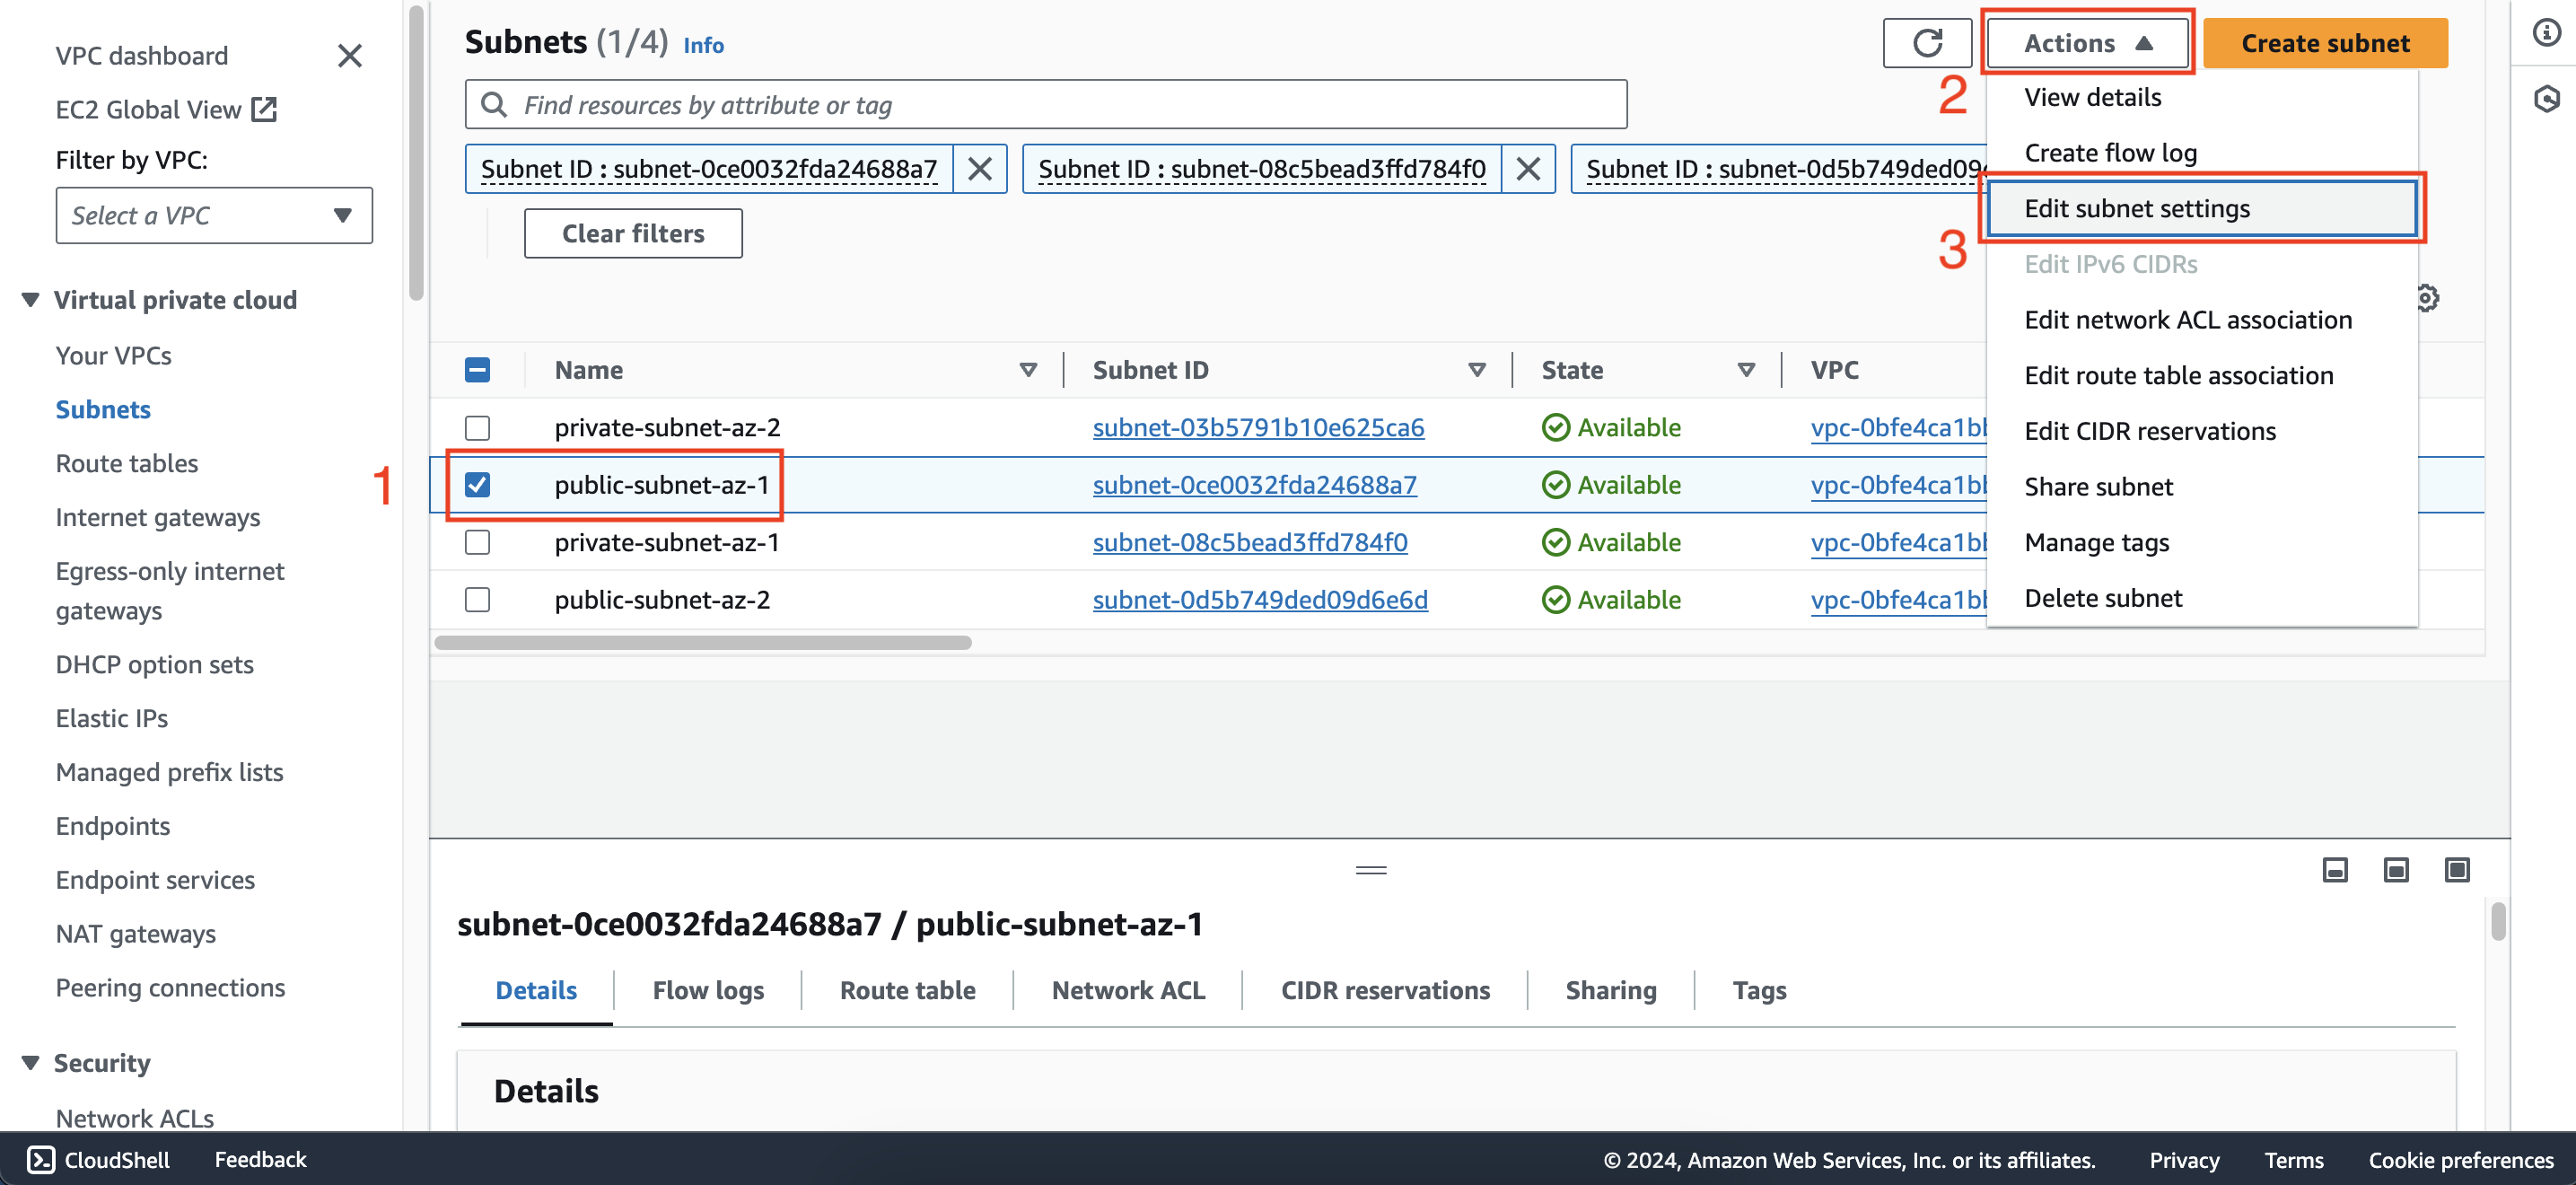 VPC dashboard
EC2 Global View
Filter by VPC:
Select a VPC
Virtual private cloud
Your VPCs
Subnets
Route tables
Internet gateways
Egress-only internet
gateways
DHCP option sets
Elastic IPs
Managed prefix lists
Endpoints
Endpoint services
NAT gateways
Peering connections
Security
Network ACLs
Subnets (1/4) Info
Actions
Create subnet
2
Find resources by attribute or tag
Subnet ID : subnet-0ce0032fda24688a7
Subnet ID : subnet-08c5bead3ffd784f0
Subnet ID : subnet-0d5b749ded09
Clear filters
View details
Create flow log
3
Edit subnet settings
Edit IPv6 CIDRs
Edit network ACL association
Edit route table association
Edit CIDR reservations
Share subnet
Manage tags
Delete subnet
Name Subnet ID State VPC
private-subnet-az-2 subnet-03b5791b10e625ca6 Available vpc-0bfe4ca1b
1
public-subnet-az-1 subnet-0ce0032fda24688a7 Available vpc-0bfe4ca1b
private-subnet-az-1 subnet-08c5bead3ffd784f0 Available vpc-0bfe4ca1b
public-subnet-az-2 subnet-0d5b749ded09d6e6d Available vpc-0bfe4ca1b
subnet-0ce0032fda24688a7 / public-subnet-az-1
Details Flow logs Route table Network ACL CIDR reservations Sharing Tags
Details
CloudShell Feedback © 2024, Amazon Web Services, Inc. or its affiliates. Privacy Terms Cookie preferences